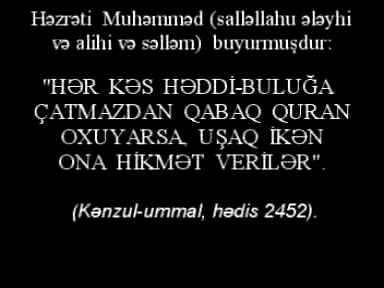 Həzrəti Muhəmməd (salləllahu ələyhi
və alihi və səlləm) buyurmuşdur:
"HƏR KƏS HƏDDİ-BULUĞA
ÇATMAZDAN QABAQ QURAN
OXUYARSA, UŞAQ İKƏN
ONA HİKMƏT VERİLƏR".
(Kənzul-ummal, hədis 2452).